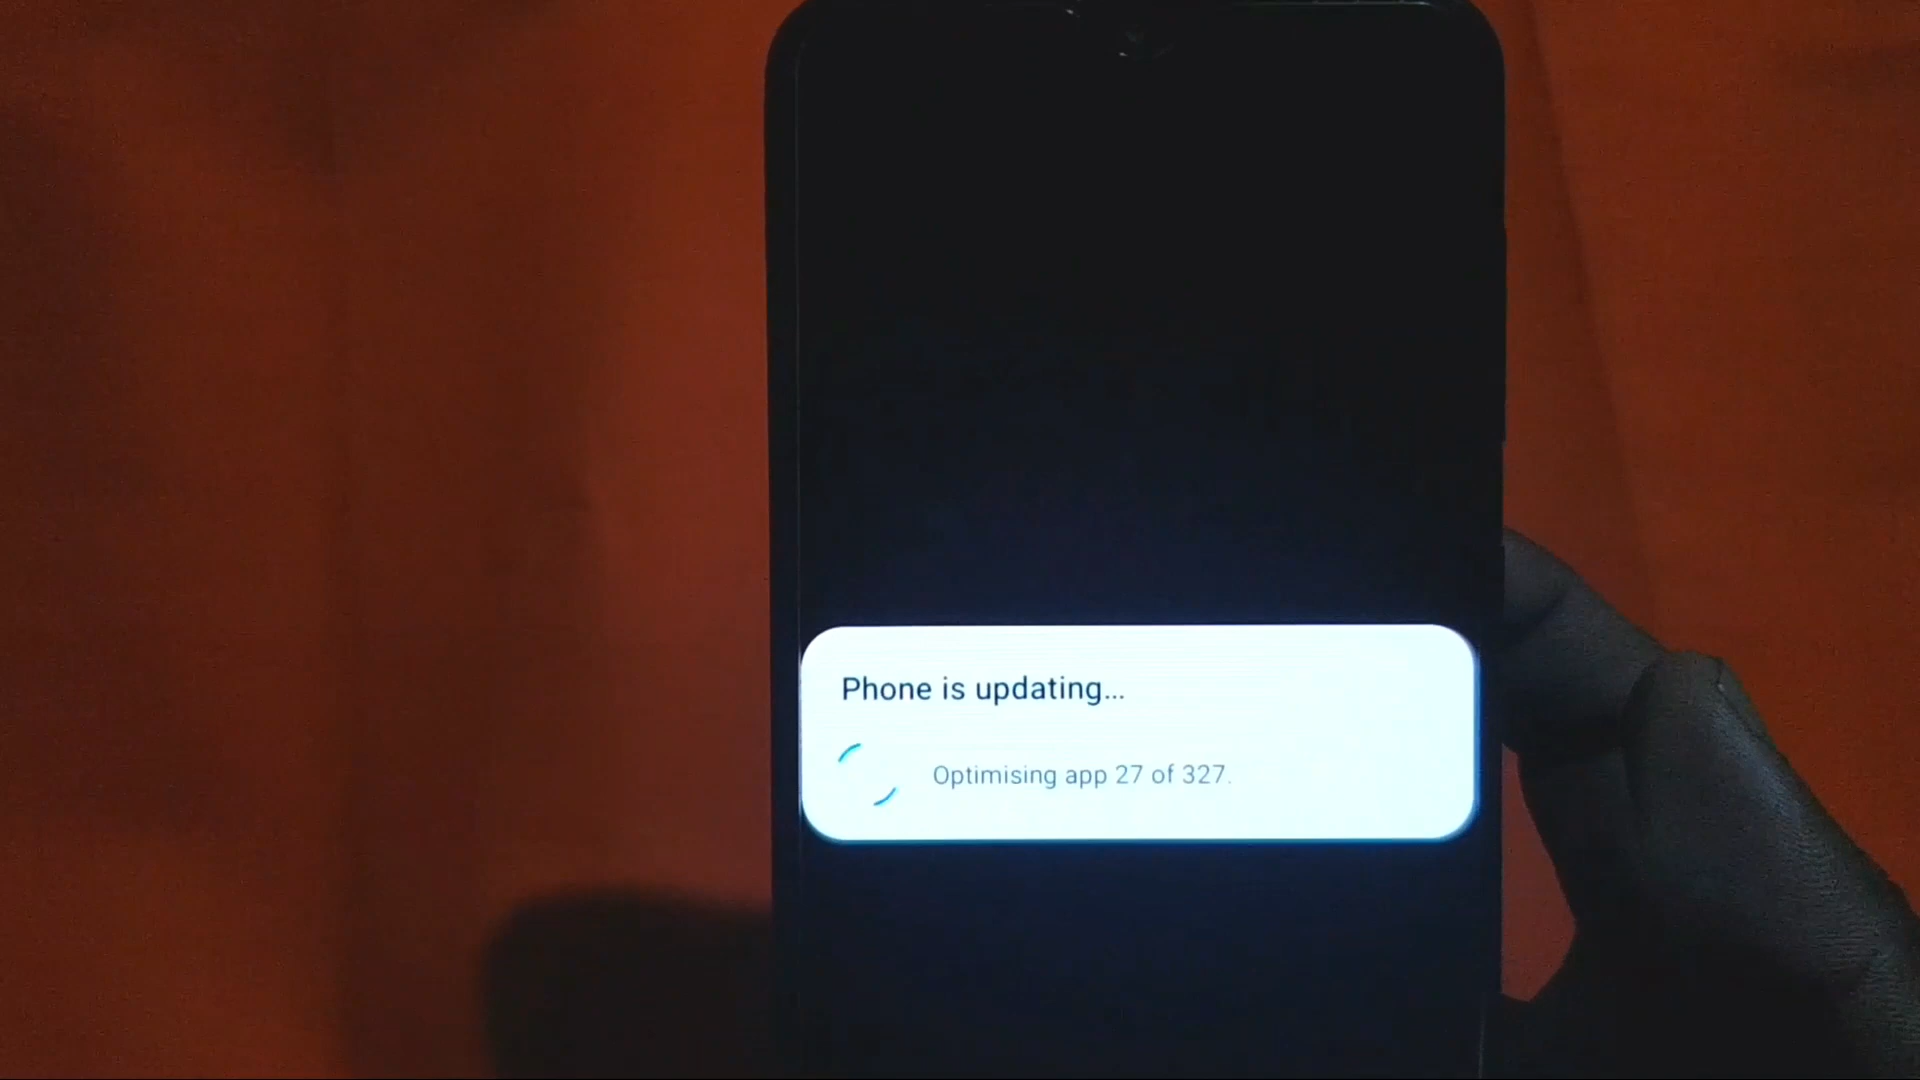 Phone is updating...
Optimising app 27 of 327.